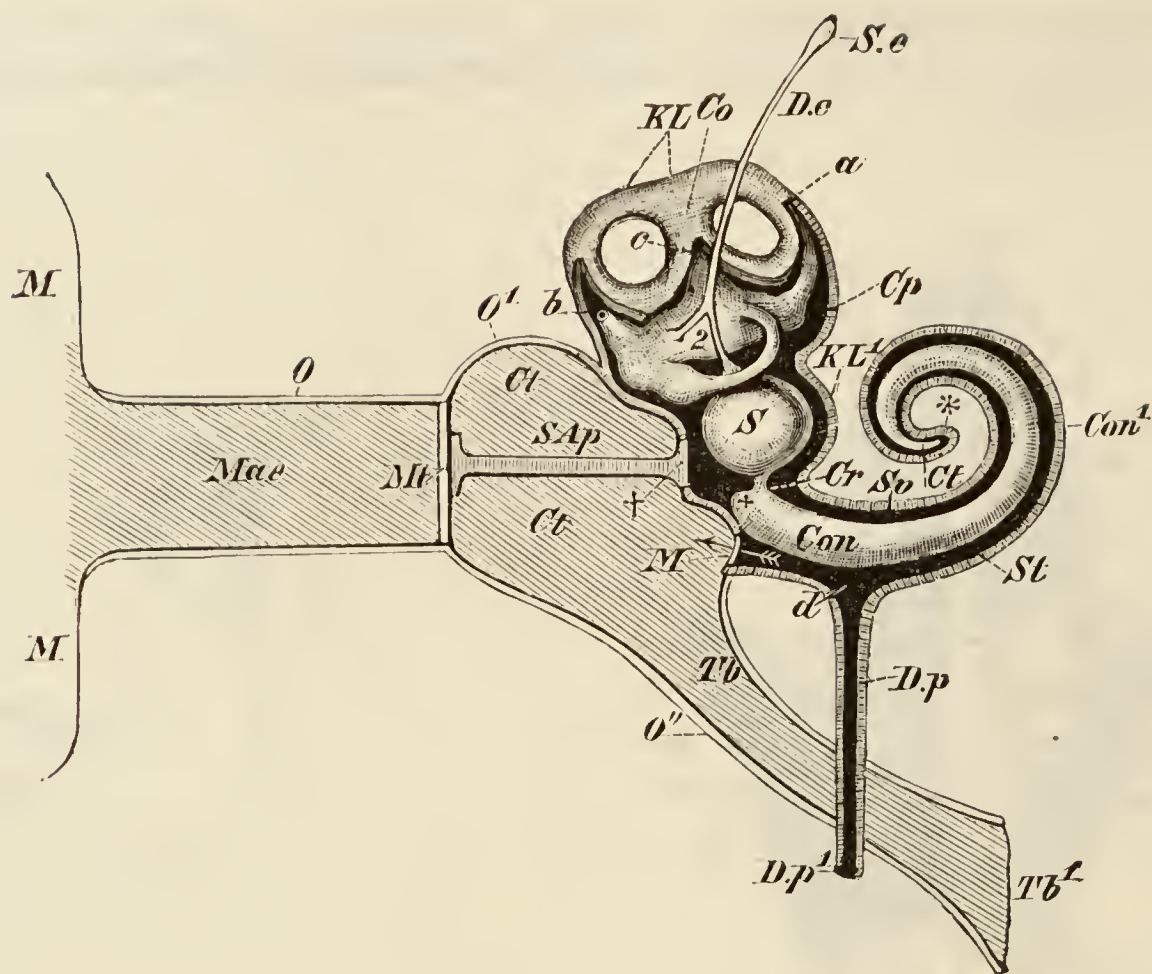 S.e
D.e
KL Co
a
M
c
Cp
b
O¹
KL¹
O
Ct
S
*
Con¹
SAp
Mae
Mt
Cr
Sv
Ct
†
+
Ct
Con
M
St
d
M
Tb
D.p
O"
D.p¹
Tb¹
2